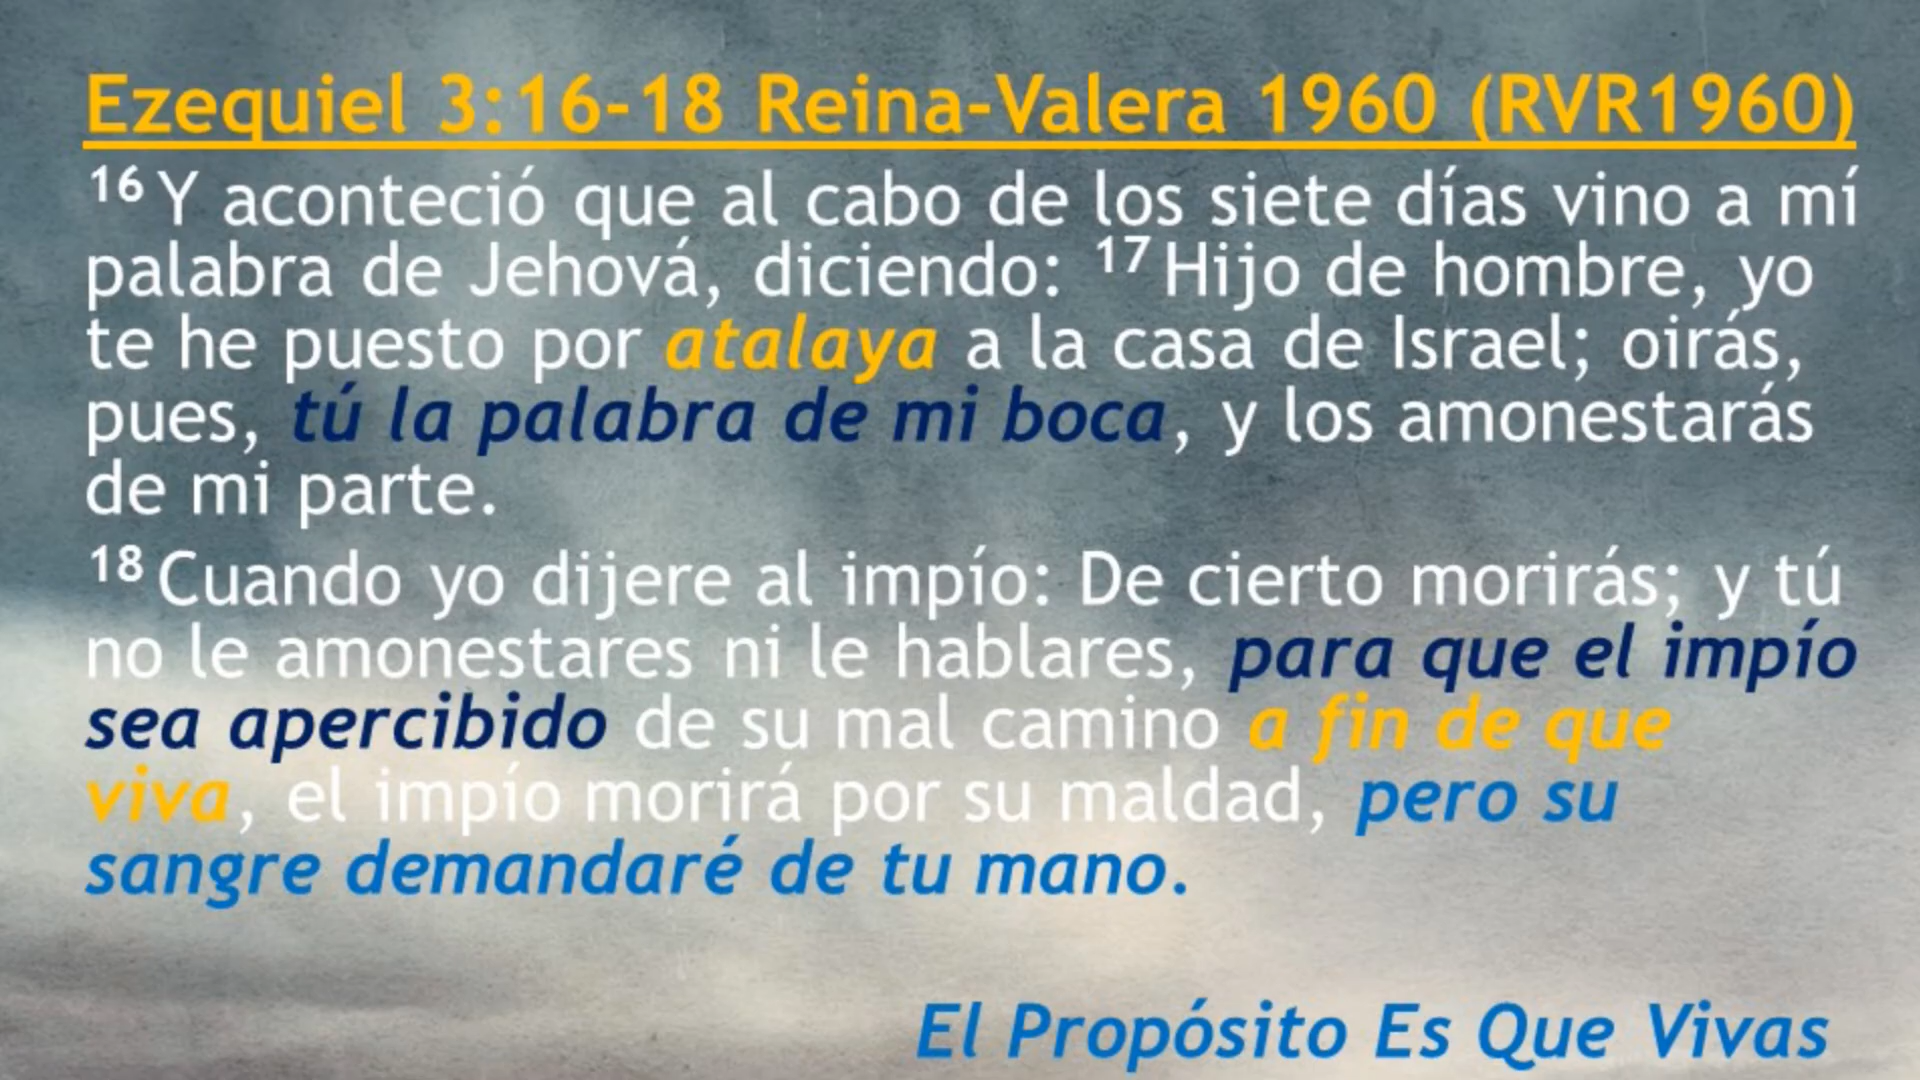 Ezequiel 3:16-18 Reina-Valera 1960 (RVR1960)
16 Y aconteció que al cabo de los siete días vino a mí
palabra de Jehová, diciendo: 17 Hijo de hombre, yo
te he puesto por atalaya a la casa de Israel; oirás,
pues, tú la palabra de mi boca, y los amonestarás
de mi parte.
18 Cuando yo dijere al impío: De cierto morirás; y tú
no le amonestares ni le hablares, para que el impío
sea apercibido de su mal camino a fin de que
viva, el impío morirá por su maldad, pero su
sangre demandaré de tu mano.
El Propósito Es Que Vivas